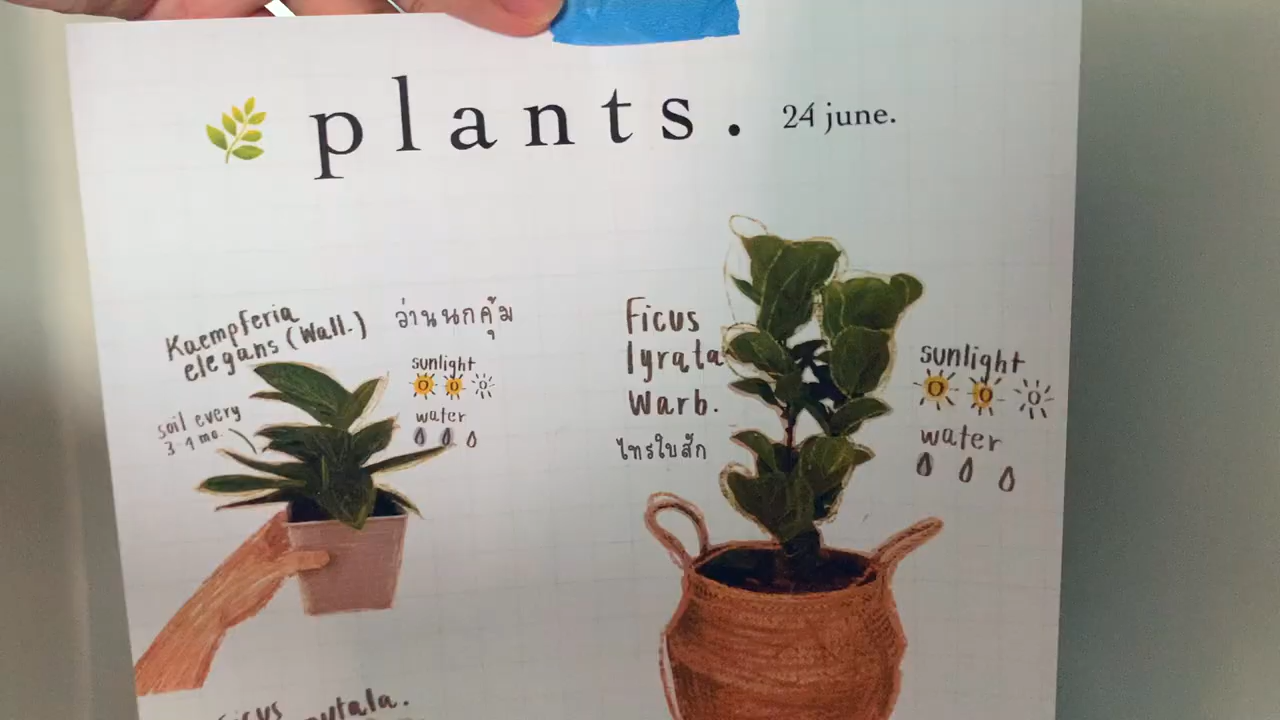 plants. 24 june.
Kaempferia
elegans (Wall.)
ว่านนกคุ้ม
sunlight
water
soil every
3-4 mo.
Ficus
lyrata
Warb.
ไทรใบสัก
sunlight
water